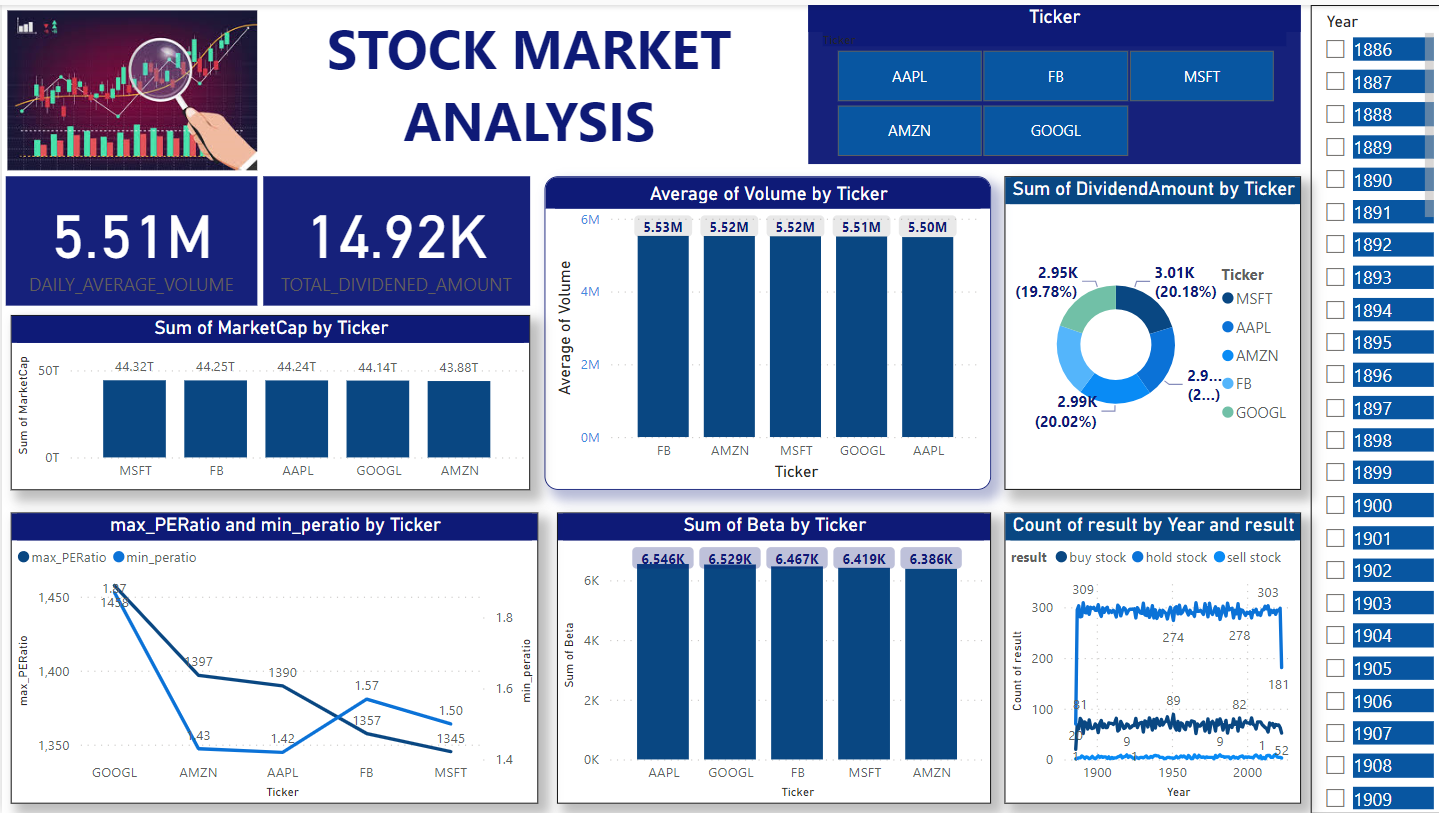 STOCK MARKET
ANALYSIS
Ticker
AAPL
FB
MSFT
AMZN
GOOGL
5.51M
DAILY_AVERAGE_VOLUME
14.92K
TOTAL_DIVIDENED_AMOUNT
Sum of MarketCap by Ticker
Sum of MarketCap
50T
0T
44.32T
44.25T
44.24T
44.14T
43.88T
MSFT
FB
AAPL
GOOGL
AMZN
Average of Volume by Ticker
Average of Volume
6M
4M
2M
0M
5.53M
5.52M
5.52M
5.51M
5.50M
FB
AMZN
MSFT
GOOGL
AAPL
Ticker
Sum of DividendAmount by Ticker
2.95K
(19.78%)
3.01K
(20.18%)
2.9...
(2...)
2.99K
(20.02%)
Ticker
MSFT
AAPL
AMZN
FB
GOOGL
max_PERatio and min_peratio by Ticker
max_PERatio
min_peratio
max_PERatio
1,450
1,400
1,350
1.87
1458
1397
1390
1357
1345
1.43
1.42
1.57
1.50
1.8
1.6
1.4
min_peratio
GOOGL
AMZN
AAPL
FB
MSFT
Ticker
Sum of Beta by Ticker
Sum of Beta
6K
4K
2K
0K
6.546K
6.529K
6.467K
6.419K
6.386K
AAPL
GOOGL
FB
MSFT
AMZN
Ticker
Count of result by Year and result
result
buy stock
hold stock
sell stock
Count of result
300
200
100
0
309
274
278
303
181
81
89
82
52
9
1
9
1
1900
1950
2000
Year
Year
1886
1887
1888
1889
1890
1891
1892
1893
1894
1895
1896
1897
1898
1899
1900
1901
1902
1903
1904
1905
1906
1907
1908
1909